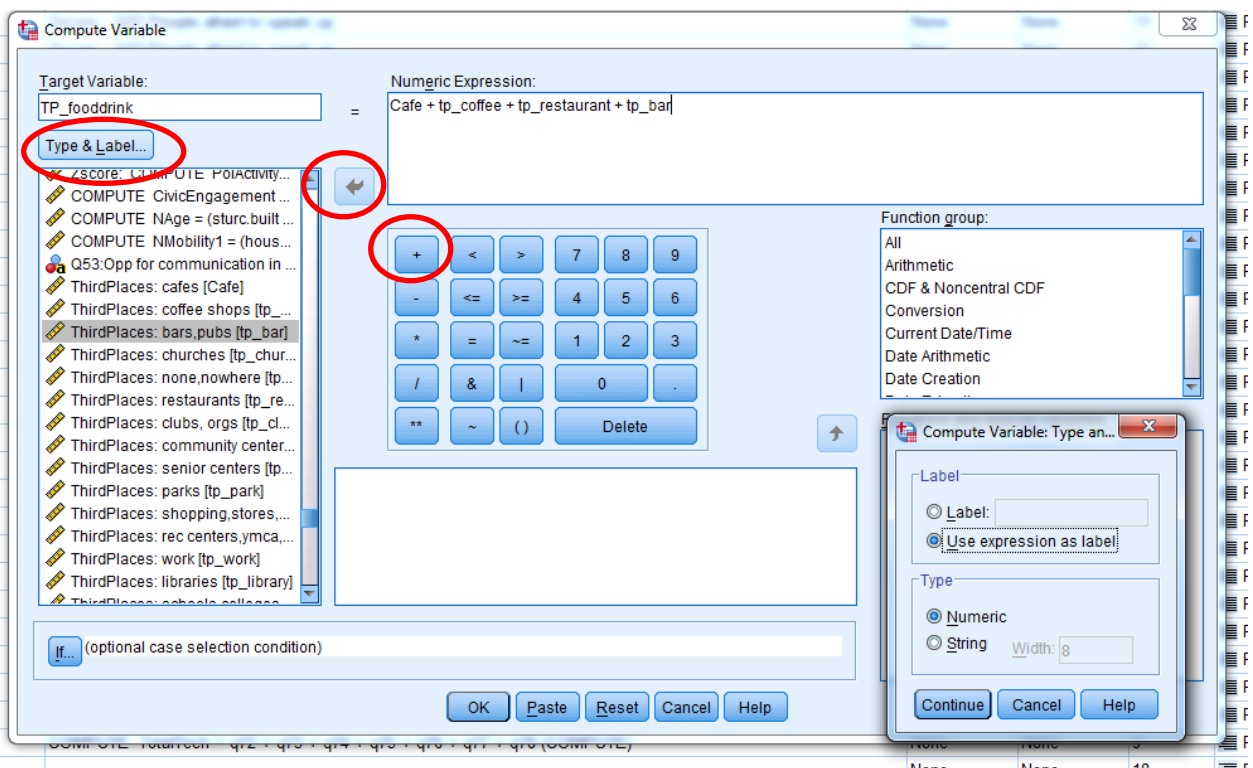 Compute Variable
Target Variable:
TP_fooddrink
=
Numeric Expression:
Cafe + tp_coffee + tp_restaurant + tp_bar
Type & Label...
Zscore: COMPUTE PolActivity...
COMPUTE CivicEngagement ...
COMPUTE NAge = (sturc.built ...
COMPUTE NMobility1 = (hous...
Q53:Opp for communication in ...
ThirdPlaces: cafes [Cafe]
ThirdPlaces: coffee shops [tp_...
ThirdPlaces: bars,pubs [tp_bar]
ThirdPlaces: churches [tp_chur...
ThirdPlaces: none,nowhere [tp...
ThirdPlaces: restaurants [tp_re...
ThirdPlaces: clubs, orgs [tp_cl...
ThirdPlaces: community center...
ThirdPlaces: senior centers [tp...
ThirdPlaces: parks [tp_park]
ThirdPlaces: shopping,stores,...
ThirdPlaces: rec centers,ymca,...
ThirdPlaces: work [tp_work]
ThirdPlaces: libraries [tp_library]
+ < > 7 8 9
- <= >= 4 5 6
* = ~= 1 2 3
/ & | 0 .
** ~ ( ) Delete
Function group:
All
Arithmetic
CDF & Noncentral CDF
Conversion
Current Date/Time
Date Arithmetic
Date Creation
If... (optional case selection condition)
OK Paste Reset Cancel Help
Compute Variable: Type an...
Label
Label:
Use expression as label
Type
Numeric
String Width: 8
Continue Cancel Help